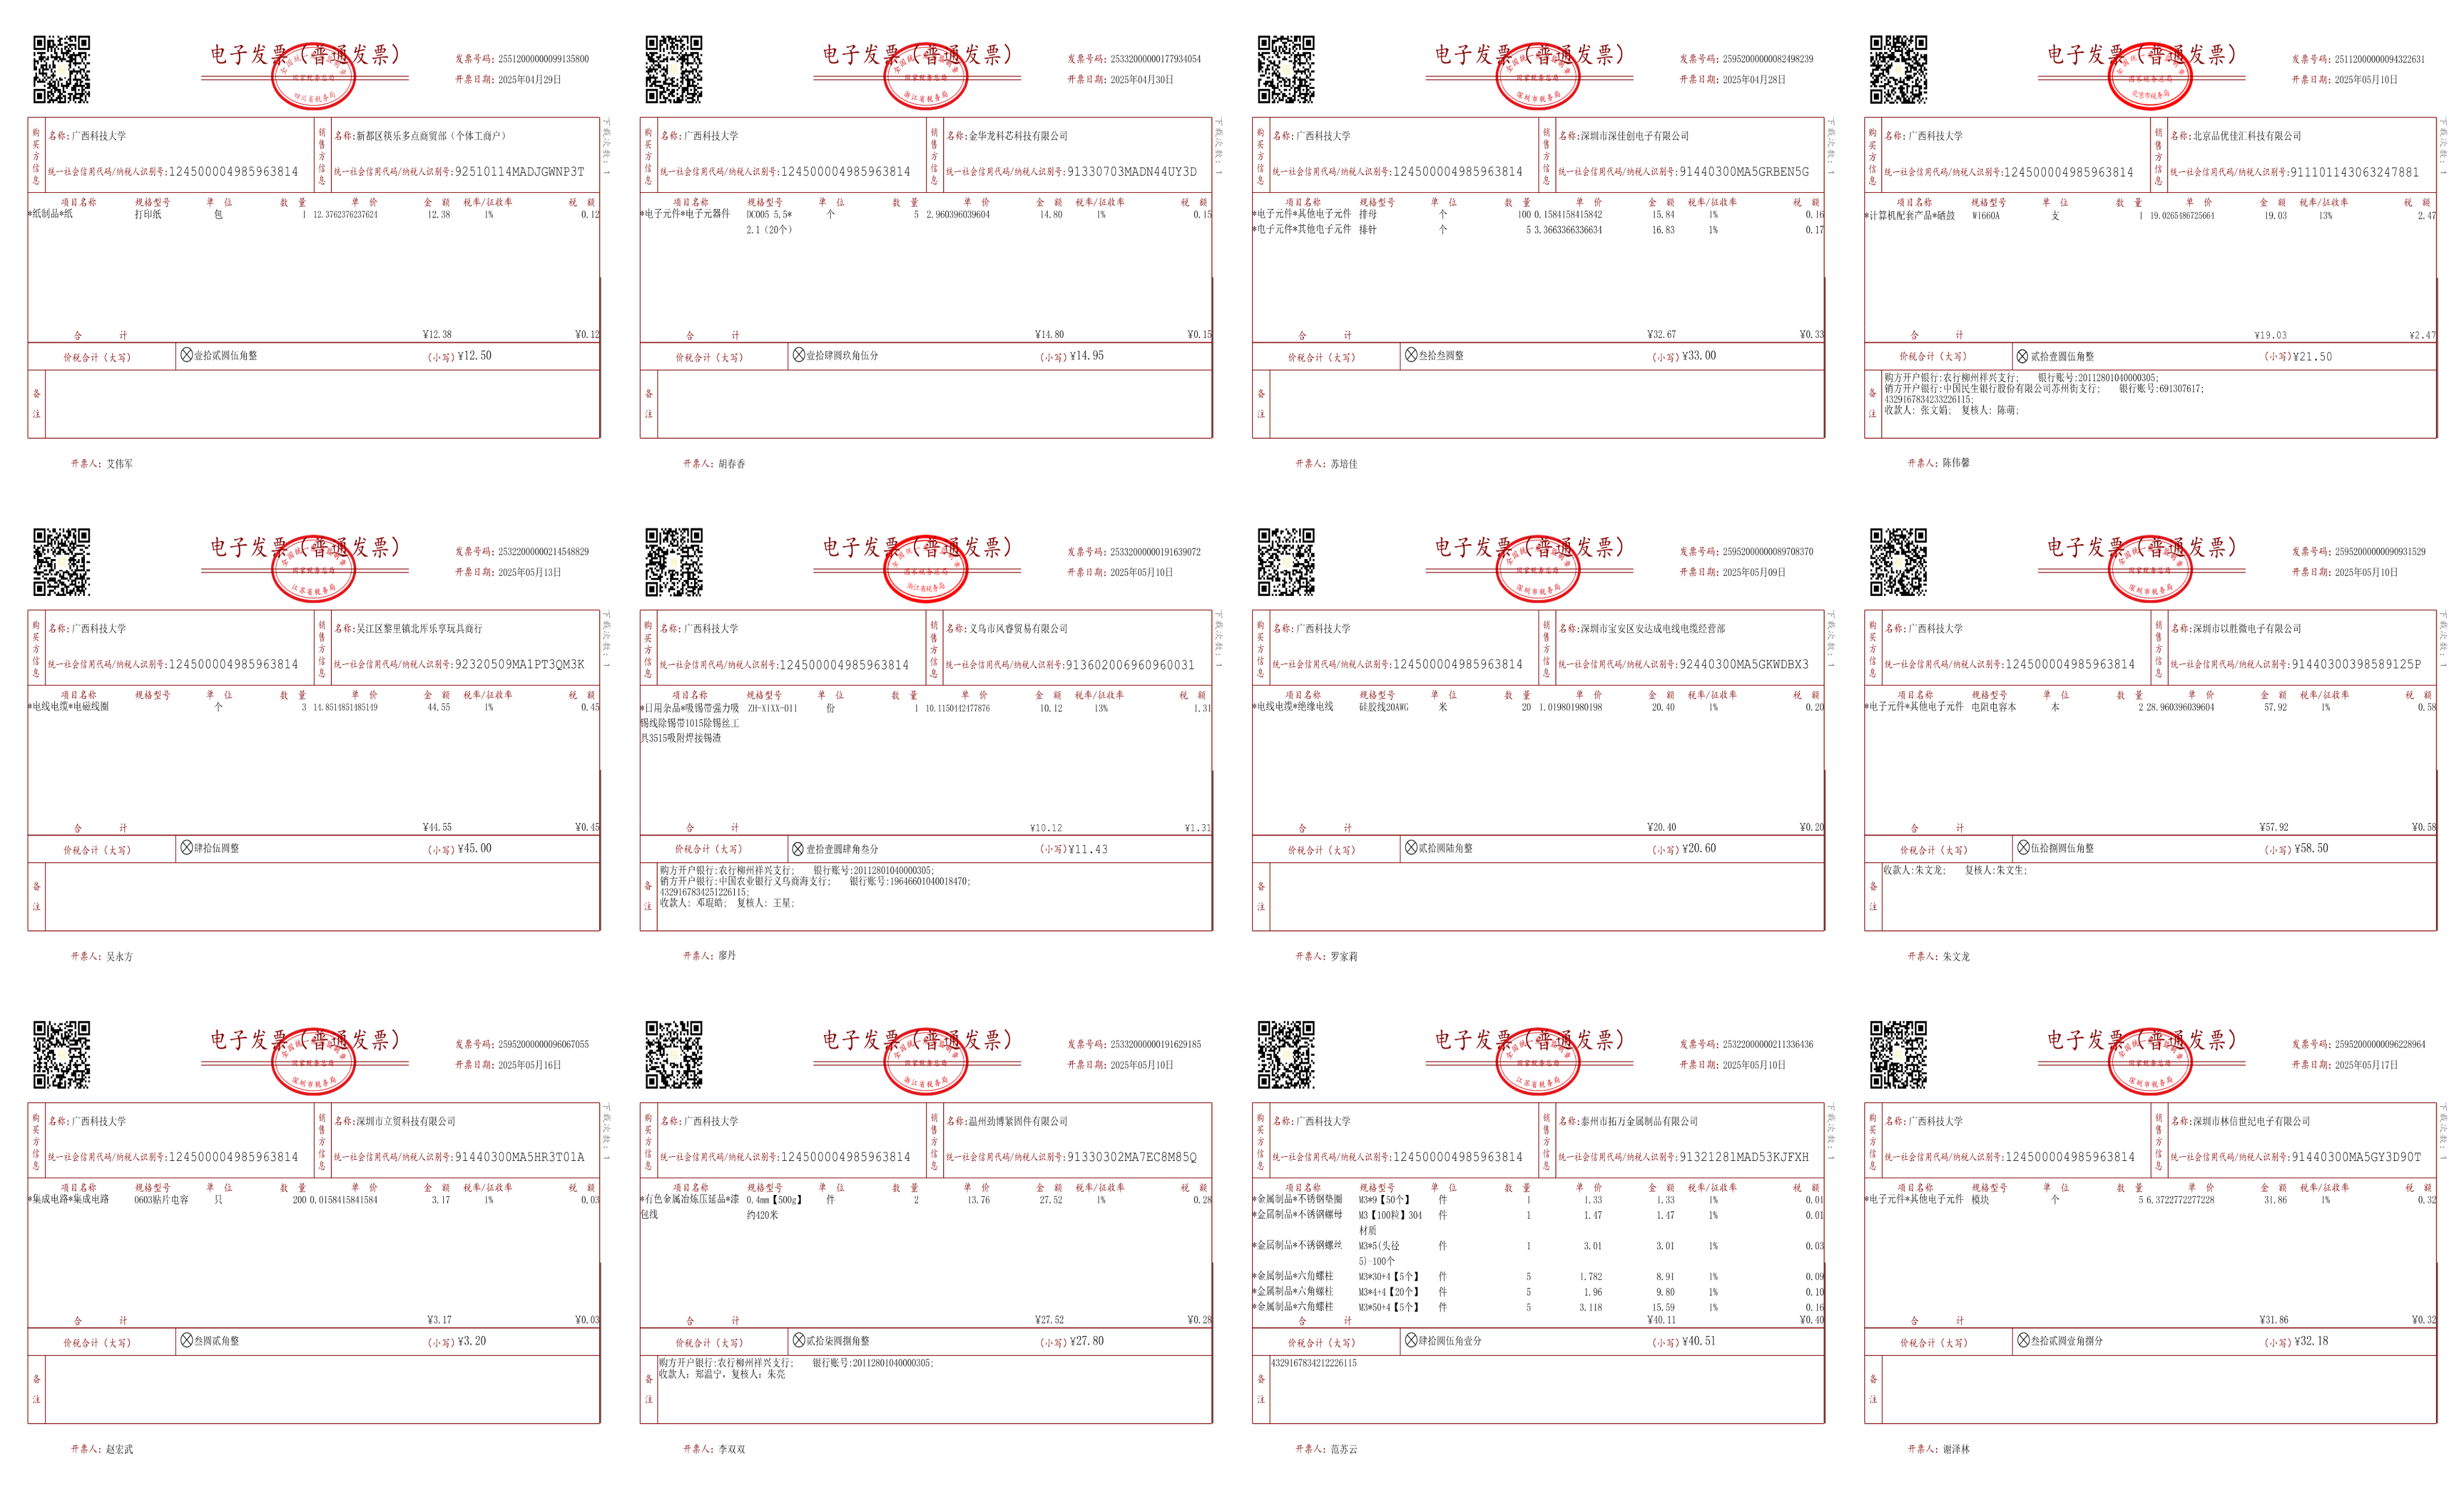 电子发票（普通发票）
发票号码: 25512000000099135800
开票日期: 2025年04月29日
购买方信息
名称: 广西科技大学
统一社会信用代码/纳税人识别号: 124500004985963814
销售方信息
名称: 新都区筷乐多点商贸部（个体工商户）
统一社会信用代码/纳税人识别号: 92510114MADJGWNP3T
下载次数: 1
项目名称 规格型号 单 位 数 量 单 价 金 额 税率/征收率 税 额
*纸制品*纸 打印纸 包 1 12.3762376237624 12.38 1% 0.12
合 计 ¥12.38 ¥0.12
价税合计（大写） 壹拾贰圆伍角整 （小写）¥12.50
备注
开票人: 艾伟军
电子发票（普通发票）
发票号码: 25332000000177934054
开票日期: 2025年04月30日
购买方信息
名称: 广西科技大学
统一社会信用代码/纳税人识别号: 124500004985963814
销售方信息
名称: 金华龙科芯科技有限公司
统一社会信用代码/纳税人识别号: 91330703MADN44UY3D
下载次数: 1
项目名称 规格型号 单 位 数 量 单 价 金 额 税率/征收率 税 额
*电子元件*电子元器件 DC005 5.5* 个 5 2.960396039604 14.80 1% 0.15
2.1（20个）
合 计 ¥14.80 ¥0.15
价税合计（大写） 壹拾肆圆玖角伍分 （小写）¥14.95
备注
开票人: 胡春香
电子发票（普通发票）
发票号码: 25952000000082498239
开票日期: 2025年04月28日
购买方信息
名称: 广西科技大学
统一社会信用代码/纳税人识别号: 124500004985963814
销售方信息
名称: 深圳市深佳创电子有限公司
统一社会信用代码/纳税人识别号: 91440300MA5GRBEN5G
下载次数: 1
项目名称 规格型号 单 位 数 量 单 价 金 额 税率/征收率 税 额
*电子元件*其他电子元件 排母 个 100 0.1584158415842 15.84 1% 0.16
*电子元件*其他电子元件 排针 个 5 3.3663366336634 16.83 1% 0.17
合 计 ¥32.67 ¥0.33
价税合计（大写） 叁拾叁圆整 （小写）¥33.00
备注
开票人: 苏培佳
电子发票（普通发票）
发票号码: 25112000000094322631
开票日期: 2025年05月10日
购买方信息
名称: 广西科技大学
统一社会信用代码/纳税人识别号: 124500004985963814
销售方信息
名称: 北京品优佳汇科技有限公司
统一社会信用代码/纳税人识别号: 911101143063247881
下载次数: 1
项目名称 规格型号 单 位 数 量 单 价 金 额 税率/征收率 税 额
*计算机配套产品*硒鼓 W1660A 支 1 19.0265486725664 19.03 13% 2.47
合 计 ¥19.03 ¥2.47
价税合计（大写） 贰拾壹圆伍角整 （小写）¥21.50
备注
购方开户银行:农行柳州祥兴支行; 银行账号:20112801040000305;
销方开户银行:中国民生银行股份有限公司苏州街支行; 银行账号:691307617;
4329167834233226115;
收款人: 张文娟; 复核人: 陈萌;
开票人: 陈伟馨
电子发票（普通发票）
发票号码: 25322000000214548829
开票日期: 2025年05月13日
购买方信息
名称: 广西科技大学
统一社会信用代码/纳税人识别号: 124500004985963814
销售方信息
名称: 吴江区黎里镇北厍乐享玩具商行
统一社会信用代码/纳税人识别号: 92320509MA1PT3QM3K
下载次数: 1
项目名称 规格型号 单 位 数 量 单 价 金 额 税率/征收率 税 额
*电线电缆*电磁线圈 个 3 14.8514851485149 44.55 1% 0.45
合 计 ¥44.55 ¥0.45
价税合计（大写） 肆拾伍圆整 （小写）¥45.00
备注
开票人: 吴永方
电子发票（普通发票）
发票号码: 25332000000191639072
开票日期: 2025年05月10日
购买方信息
名称: 广西科技大学
统一社会信用代码/纳税人识别号: 124500004985963814
销售方信息
名称: 义乌市风睿贸易有限公司
统一社会信用代码/纳税人识别号: 913602006960960031
下载次数: 1
项目名称 规格型号 单 位 数 量 单 价 金 额 税率/征收率 税 额
*日用杂品*吸锡带强力吸 ZH-X1XX-011 份 1 10.1150442477876 10.12 13% 1.31
锡线除锡带1015除锡丝工
具3515吸附焊接锡渣
合 计 ¥10.12 ¥1.31
价税合计（大写） 壹拾壹圆肆角叁分 （小写）¥11.43
备注
购方开户银行:农行柳州祥兴支行; 银行账号:20112801040000305;
销方开户银行:中国农业银行义乌商海支行; 银行账号:19646601040018470;
4329167834251226115;
收款人: 邓琨皓; 复核人: 王星;
开票人: 廖丹
电子发票（普通发票）
发票号码: 25952000000089708370
开票日期: 2025年05月09日
购买方信息
名称: 广西科技大学
统一社会信用代码/纳税人识别号: 124500004985963814
销售方信息
名称: 深圳市宝安区安达成电线电缆经营部
统一社会信用代码/纳税人识别号: 92440300MA5GKWDBX3
下载次数: 1
项目名称 规格型号 单 位 数 量 单 价 金 额 税率/征收率 税 额
*电线电缆*绝缘电线 硅胶线20AWG 米 20 1.019801980198 20.40 1% 0.20
合 计 ¥20.40 ¥0.20
价税合计（大写） 贰拾圆陆角整 （小写）¥20.60
备注
开票人: 罗家莉
电子发票（普通发票）
发票号码: 25952000000090931529
开票日期: 2025年05月10日
购买方信息
名称: 广西科技大学
统一社会信用代码/纳税人识别号: 124500004985963814
销售方信息
名称: 深圳市以胜微电子有限公司
统一社会信用代码/纳税人识别号: 91440300398589125P
下载次数: 1
项目名称 规格型号 单 位 数 量 单 价 金 额 税率/征收率 税 额
*电子元件*其他电子元件 电阻电容本 本 2 28.960396039604 57.92 1% 0.58
合 计 ¥57.92 ¥0.58
价税合计（大写） 伍拾捌圆伍角整 （小写）¥58.50
备注
收款人:朱文龙; 复核人:朱文生;
开票人: 朱文龙
电子发票（普通发票）
发票号码: 25952000000096067055
开票日期: 2025年05月16日
购买方信息
名称: 广西科技大学
统一社会信用代码/纳税人识别号: 124500004985963814
销售方信息
名称: 深圳市立贸科技有限公司
统一社会信用代码/纳税人识别号: 91440300MA5HR3T01A
下载次数: 1
项目名称 规格型号 单 位 数 量 单 价 金 额 税率/征收率 税 额
*集成电路*集成电路 0603贴片电容 只 200 0.0158415841584 3.17 1% 0.03
合 计 ¥3.17 ¥0.03
价税合计（大写） 叁圆贰角整 （小写）¥3.20
备注
开票人: 赵宏武
电子发票（普通发票）
发票号码: 25332000000191629185
开票日期: 2025年05月10日
购买方信息
名称: 广西科技大学
统一社会信用代码/纳税人识别号: 124500004985963814
销售方信息
名称: 温州劲博紧固件有限公司
统一社会信用代码/纳税人识别号: 91330302MA7EC8M85Q
项目名称 规格型号 单 位 数 量 单 价 金 额 税率/征收率 税 额
*有色金属冶炼压延品*漆 0.4mm【500g】 件 2 13.76 27.52 1% 0.28
包线 约420米
合 计 ¥27.52 ¥0.28
价税合计（大写） 贰拾柒圆捌角整 （小写）¥27.80
备注
购方开户银行:农行柳州祥兴支行; 银行账号:20112801040000305;
收款人: 郑温宁, 复核人: 朱亮
开票人: 李双双
电子发票（普通发票）
发票号码: 25322000000211336436
开票日期: 2025年05月10日
购买方信息
名称: 广西科技大学
统一社会信用代码/纳税人识别号: 124500004985963814
销售方信息
名称: 泰州市拓万金属制品有限公司
统一社会信用代码/纳税人识别号: 91321281MAD53KJFXH
下载次数: 1
项目名称 规格型号 单 位 数 量 单 价 金 额 税率/征收率 税 额
*金属制品*不锈钢垫圈 M3*9【50个】 件 1 1.33 1.33 1% 0.01
*金属制品*不锈钢螺母 M3【100粒】304 件 1 1.47 1.47 1% 0.01
材质
*金属制品*不锈钢螺丝 M3*5(头径 件 1 3.01 3.01 1% 0.03
5)-100个
*金属制品*六角螺柱 M3*30+4【5个】 件 5 1.782 8.91 1% 0.09
*金属制品*六角螺柱 M3*4+4【20个】 件 5 1.96 9.80 1% 0.10
*金属制品*六角螺柱 M3*50+4【5个】 件 5 3.118 15.59 1% 0.16
合 计 ¥40.11 ¥0.40
价税合计（大写） 肆拾圆伍角壹分 （小写）¥40.51
备注
4329167834212226115
开票人: 范苏云
电子发票（普通发票）
发票号码: 25952000000096228964
开票日期: 2025年05月17日
购买方信息
名称: 广西科技大学
统一社会信用代码/纳税人识别号: 124500004985963814
销售方信息
名称: 深圳市林信世纪电子有限公司
统一社会信用代码/纳税人识别号: 91440300MA5GY3D90T
下载次数: 1
项目名称 规格型号 单 位 数 量 单 价 金 额 税率/征收率 税 额
*电子元件*其他电子元件 模块 个 5 6.3722772277228 31.86 1% 0.32
合 计 ¥31.86 ¥0.32
价税合计（大写） 叁拾贰圆壹角捌分 （小写）¥32.18
备注
开票人: 谢泽林